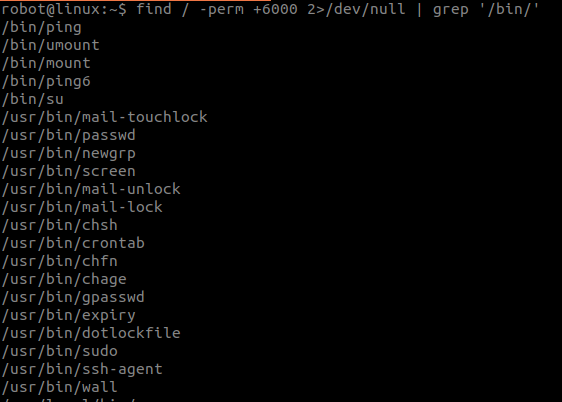 robot@linux:~$ find / -perm +6000 2>/dev/null | grep '/bin/'
/bin/ping
/bin/umount
/bin/mount
/bin/ping6
/bin/su
/usr/bin/mail-touchlock
/usr/bin/passwd
/usr/bin/newgrp
/usr/bin/screen
/usr/bin/mail-unlock
/usr/bin/mail-lock
/usr/bin/chsh
/usr/bin/crontab
/usr/bin/chfn
/usr/bin/chage
/usr/bin/gpasswd
/usr/bin/expiry
/usr/bin/dotlockfile
/usr/bin/sudo
/usr/bin/ssh-agent
/usr/bin/wall